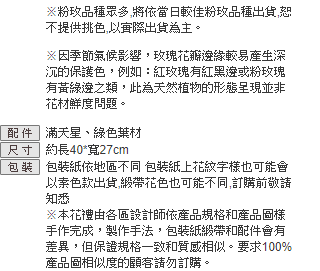 ※粉玫品種眾多,將依當日較佳粉玫品種出貨,恕
不提供挑色,以實際出貨為主。
※因季節氣候影響，玫瑰花瓣邊緣較易產生深
沉的保護色，例如：紅玫瑰有紅黑邊或粉玫瑰
有黃綠邊之類，此為天然植物的形態呈現並非
花材鮮度問題。
配 件 滿天星、綠色葉材
尺 寸 約長40*寬27cm
包 裝 包裝紙依地區不同 包裝紙上花紋字樣也可能會
以素色款出貨,緞帶花色也可能不同,訂購前敬請
知悉
※本花禮由各區設計師依產品規格和產品圖樣
手作完成，製作手法，包裝紙緞帶和配件會有
差異，但保證規格一致和質感相似。要求100%
產品圖相似度的顧客請勿訂購。